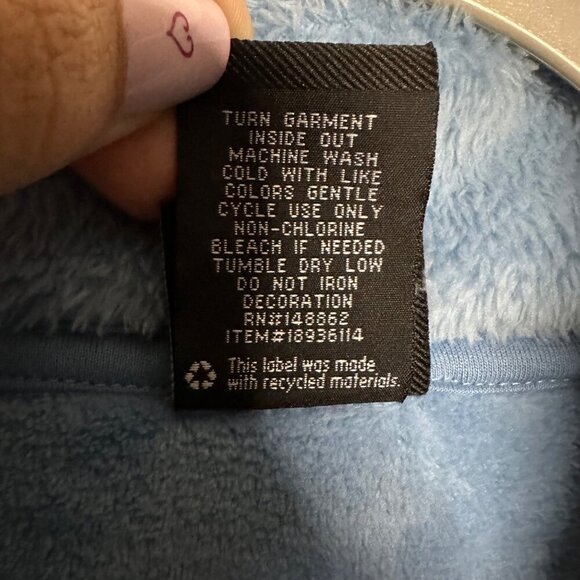 TURN GARMENT
INSIDE OUT
MACHINE WASH
COLD WITH LIKE
COLORS GENTLE
CYCLE USE ONLY
NON-CHLORINE
BLEACH IF NEEDED
TUMBLE DRY LOW
DO NOT IRON
DECORATION
RN#148862
ITEM#18936114
This label was made
with recycled materials.